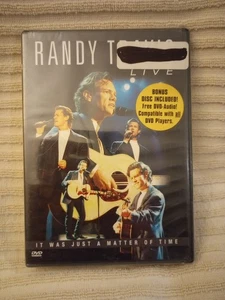 RANDY
LIVE
BONUS
DISC INCLUDED!
Free DVD Audio!
Compatible with all
DVD Players.
IT WAS JUST A MATTER OF TIME
DVD